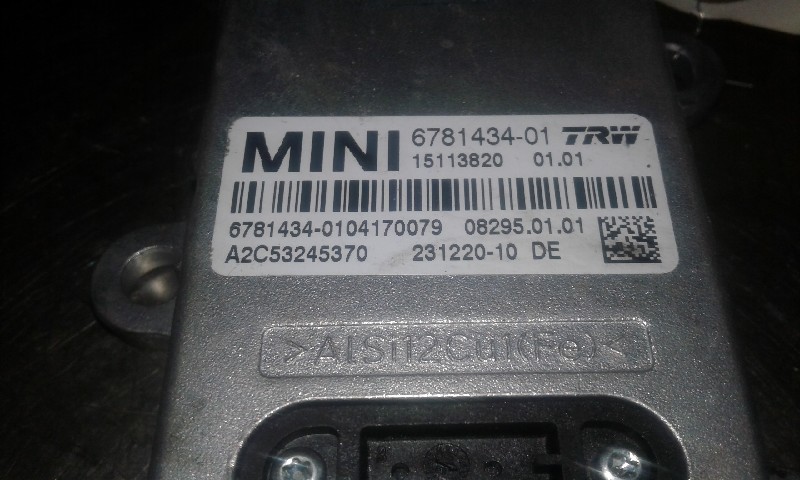 MINI 6781434-01 TRW
15113820 01.01
6781434-0104170079 08295.01.01
A2C53245370 231220-10 DE
>AlSi12Cu1(Fe)<